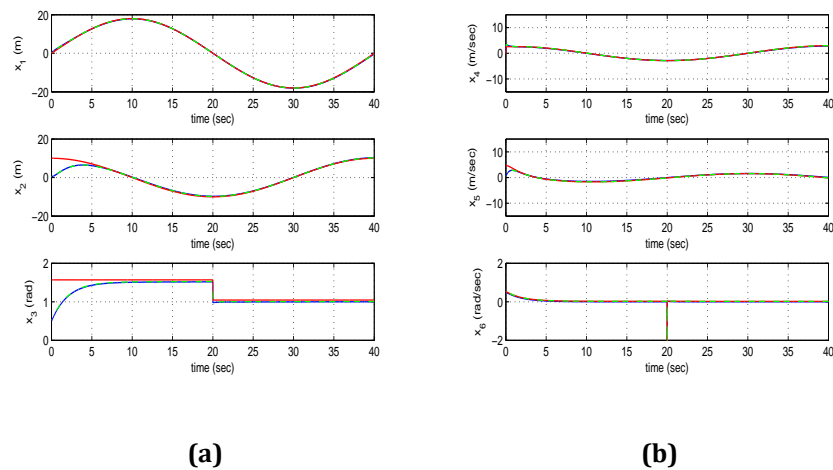 20
0
−20
0 5 10 15 20 25 30 35 40
time (sec)
x1 (m)
20
0
20
0 5 10 15 20 25 30 35 40
time (sec)
x2 (m)
2
1
0
0 5 10 15 20 25 30 35 40
time (sec)
x3 (rad)
(a)
10
0
−10
0 5 10 15 20 25 30 35 40
time (sec)
x4 (m/sec)
10
0
−10
0 5 10 15 20 25 30 35 40
time (sec)
x5 (m/sec)
2
0
−2
0 5 10 15 20 25 30 35 40
time (sec)
x6 (rad/sec)
(b)